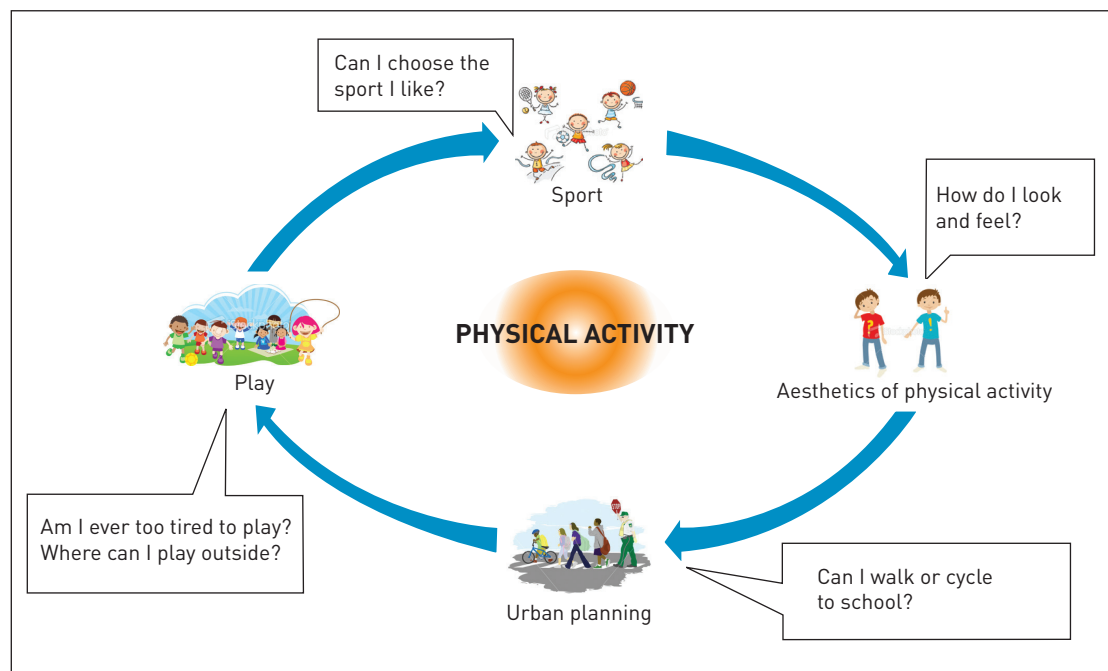 Can I choose the
sport I like?
Sport
How do I look
and feel?
PHYSICAL ACTIVITY
Play
Aesthetics of physical activity
Am I ever too tired to play?
Where can I play outside?
Urban planning
Can I walk or cycle
to school?